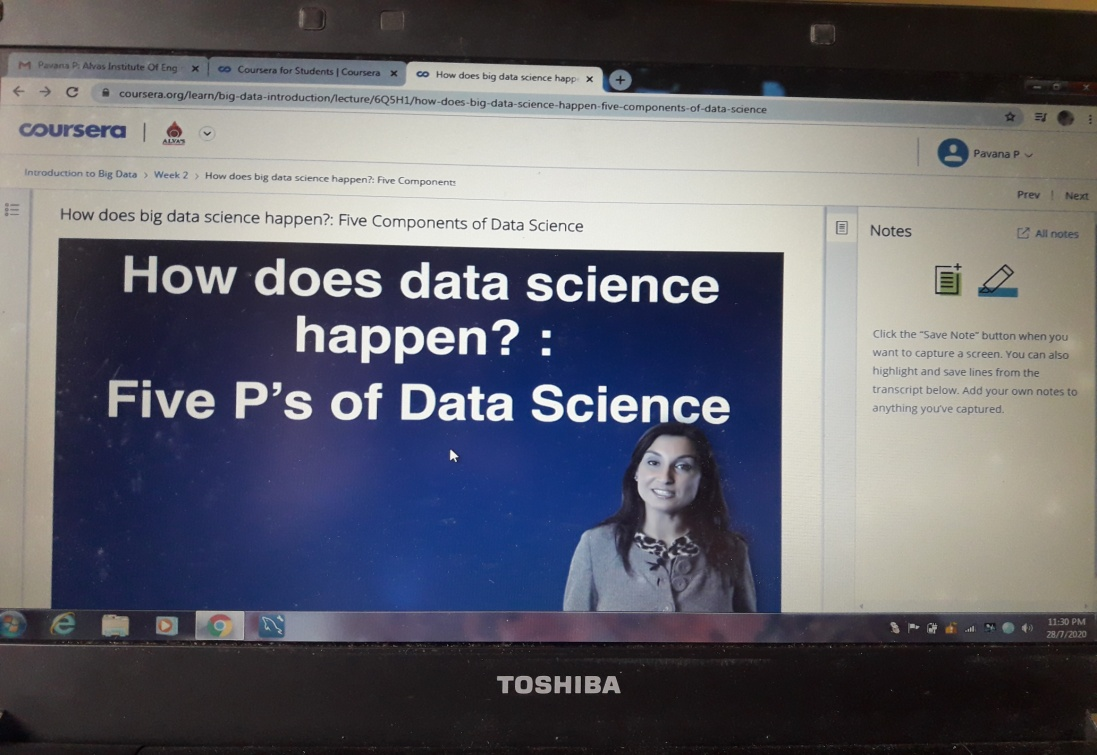 Pavana P: Alvas Institute Of Eng
Coursera for Students | Coursera
How does big data science happ
coursera.org/learn/big-data-introduction/lecture/6Q5H1/how-does-big-data-science-happen-five-components-of-data-science
coursera
ALVA'S
Pavana P
Introduction to Big Data > Week 2 > How does big data science happen?: Five Components
Prev | Next
How does big data science happen?: Five Components of Data Science
Notes
All notes
How does data science
happen? :
Five P's of Data Science
Click the "Save Note" button when you
want to capture a screen. You can also
highlight and save lines from the
transcript below. Add your own notes to
anything you've captured.
11:30 PM
28/7/2020
TOSHIBA